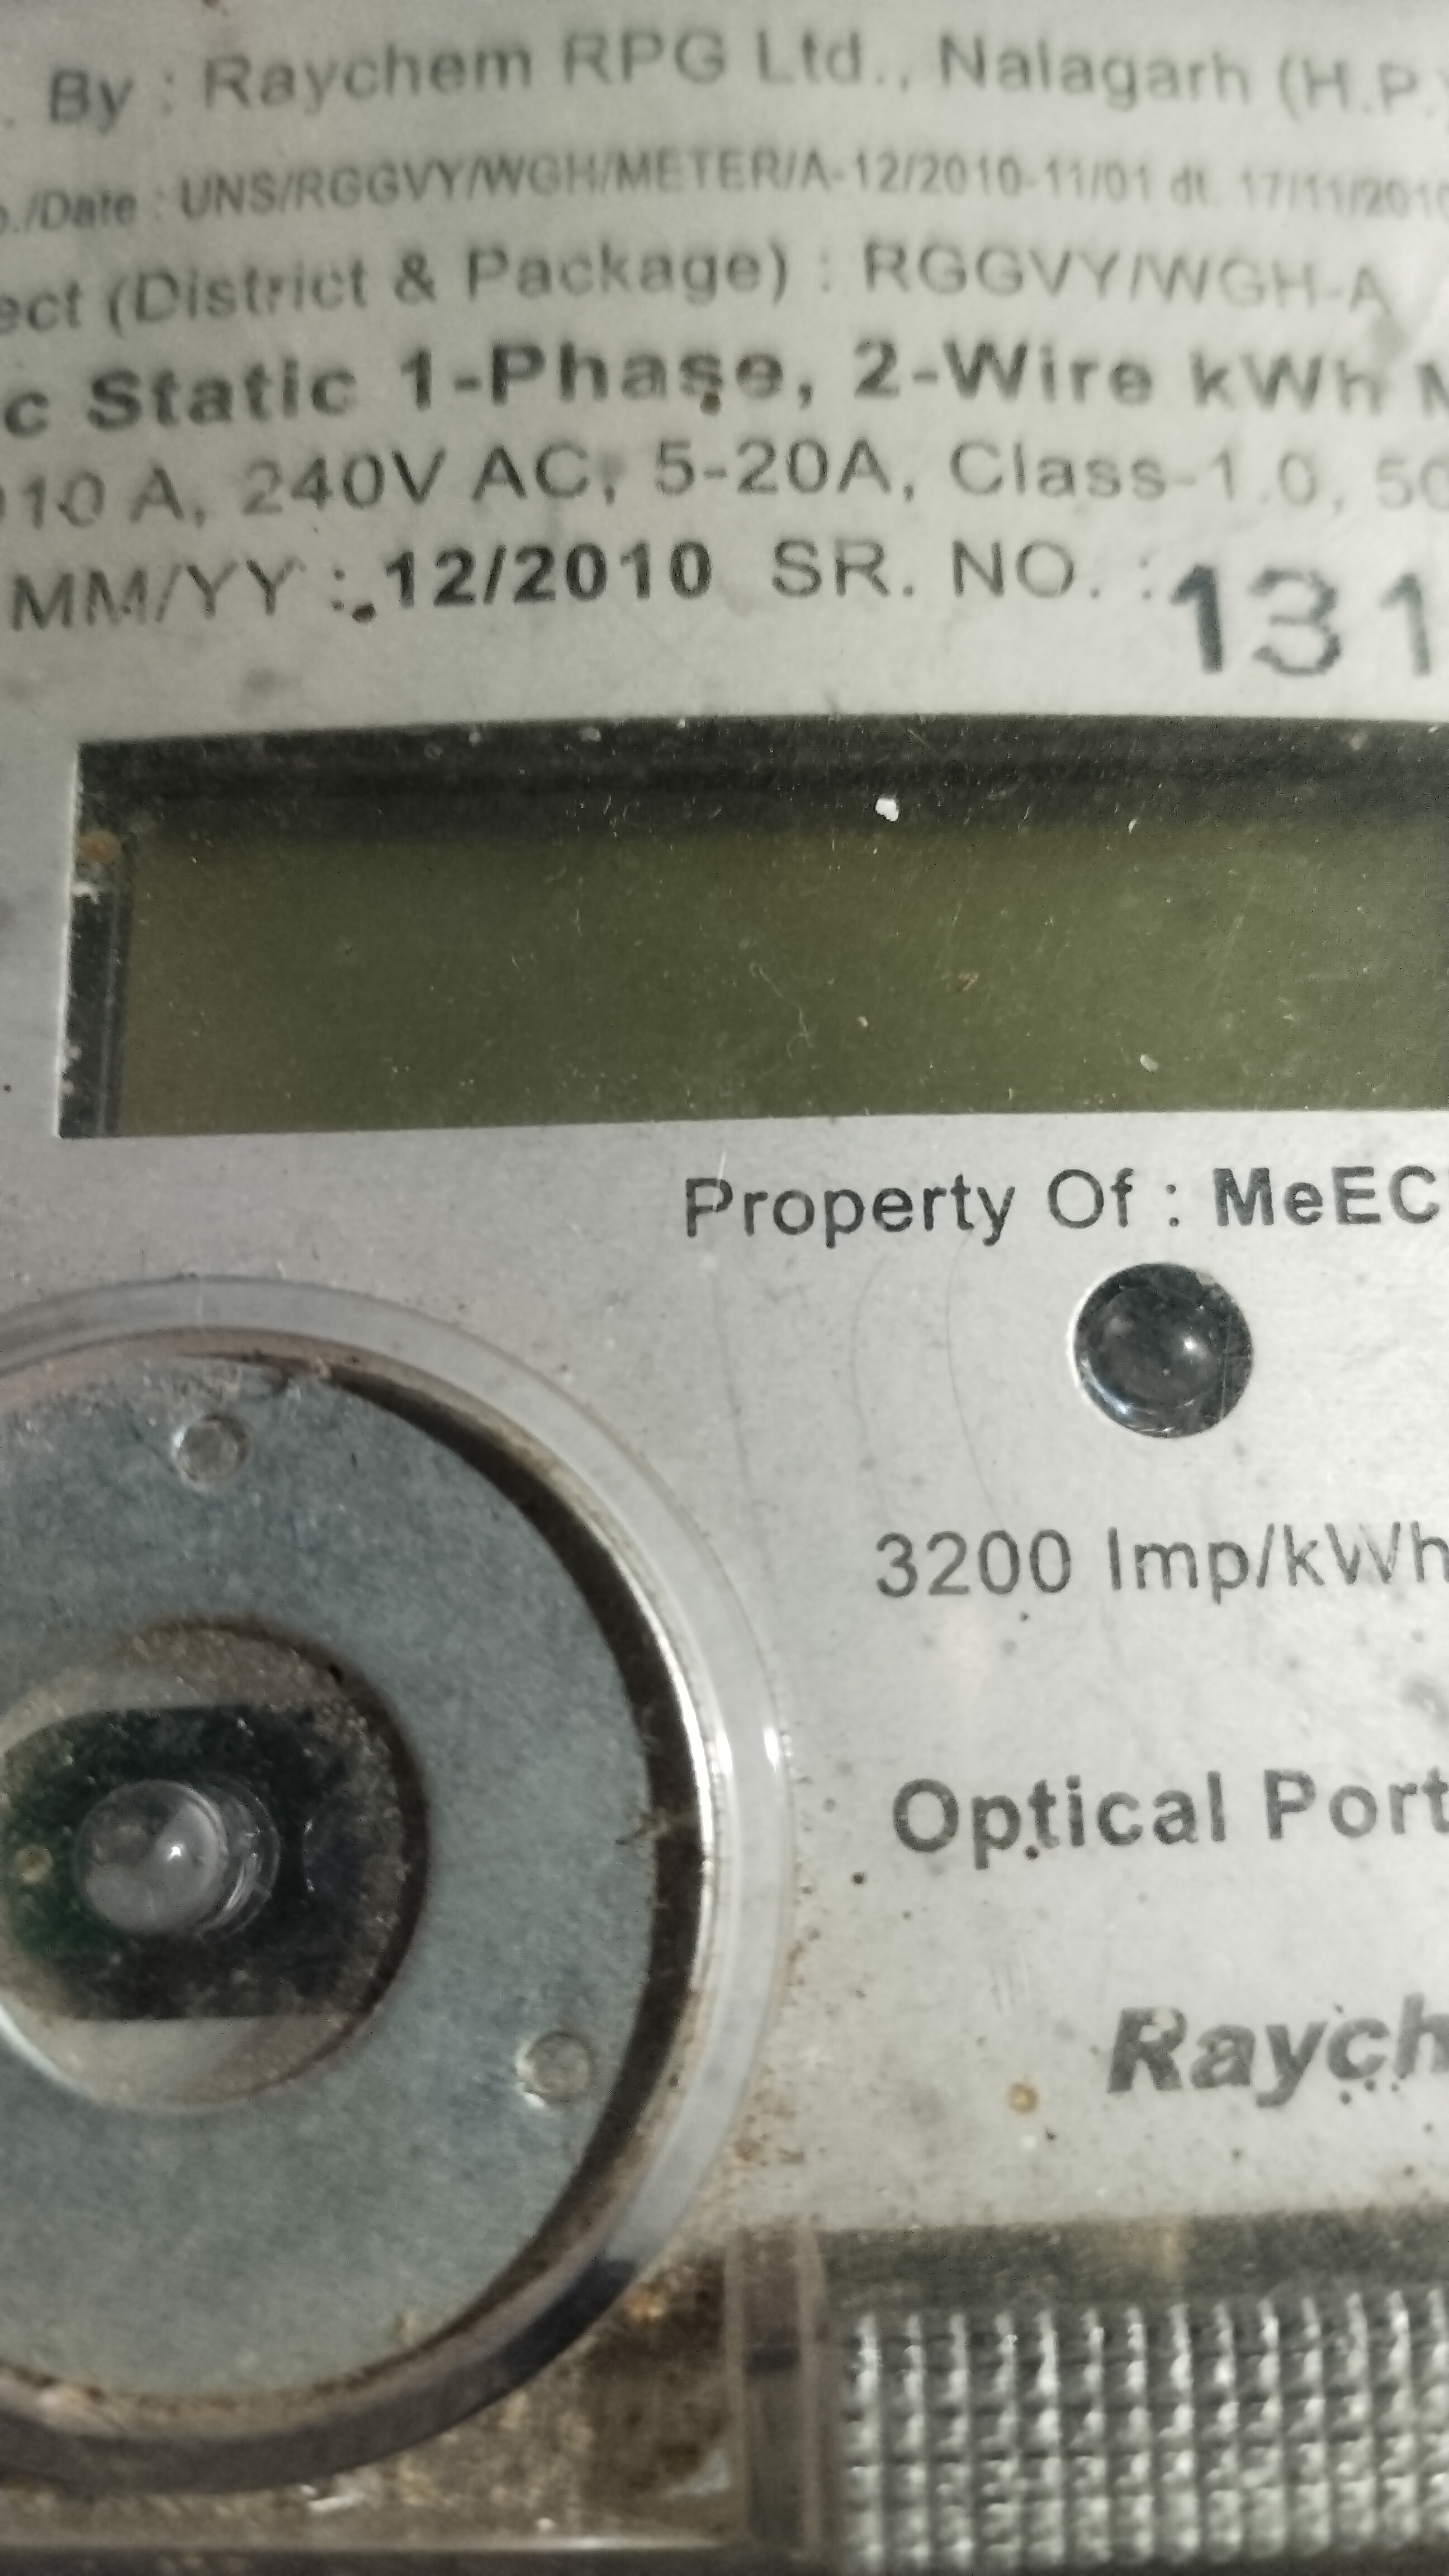 . By : Raychem RPG Ltd., Nalagarh (H.P.
./Date : UNS/RGGVY/WGH/METER/A-12/2010-11/01 dt. 17/11/2010
ect (District & Package) : RGGVY/WGH-A
c Static 1-Phase, 2-Wire kWh M
10 A, 240V AC, 5-20A, Class-1.0, 50
MM/YY : 12/2010 SR. NO. : 131
Property Of : MeEC
3200 Imp/kWh
Optical Port
Raych